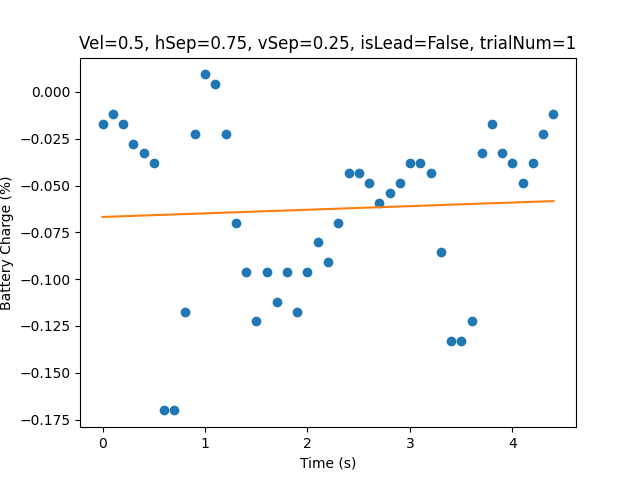 Vel=0.5, hSep=0.75, vSep=0.25, isLead=False, trialNum=1
0.000
−0.025
−0.050
−0.075
−0.100
−0.125
−0.150
−0.175
Battery Charge (%)
0 1 2 3 4
Time (s)